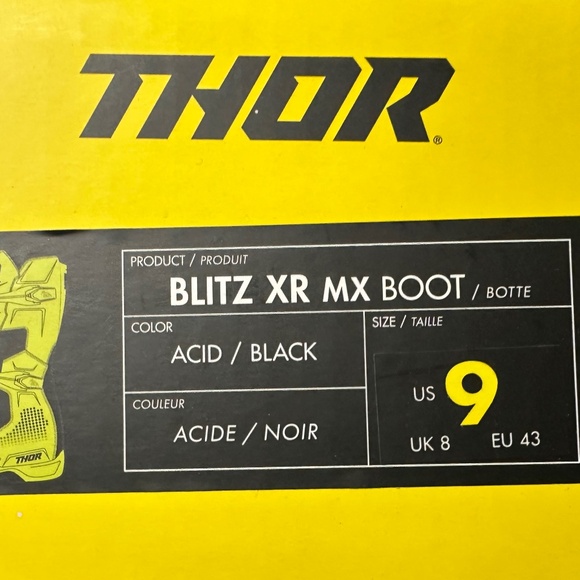 THOR®
PRODUCT / PRODUIT
BLITZ XR MX BOOT / BOTTE
COLOR
ACID / BLACK
SIZE / TAILLE
US 9
COULEUR
ACIDE / NOIR
UK 8 EU 43
THOR